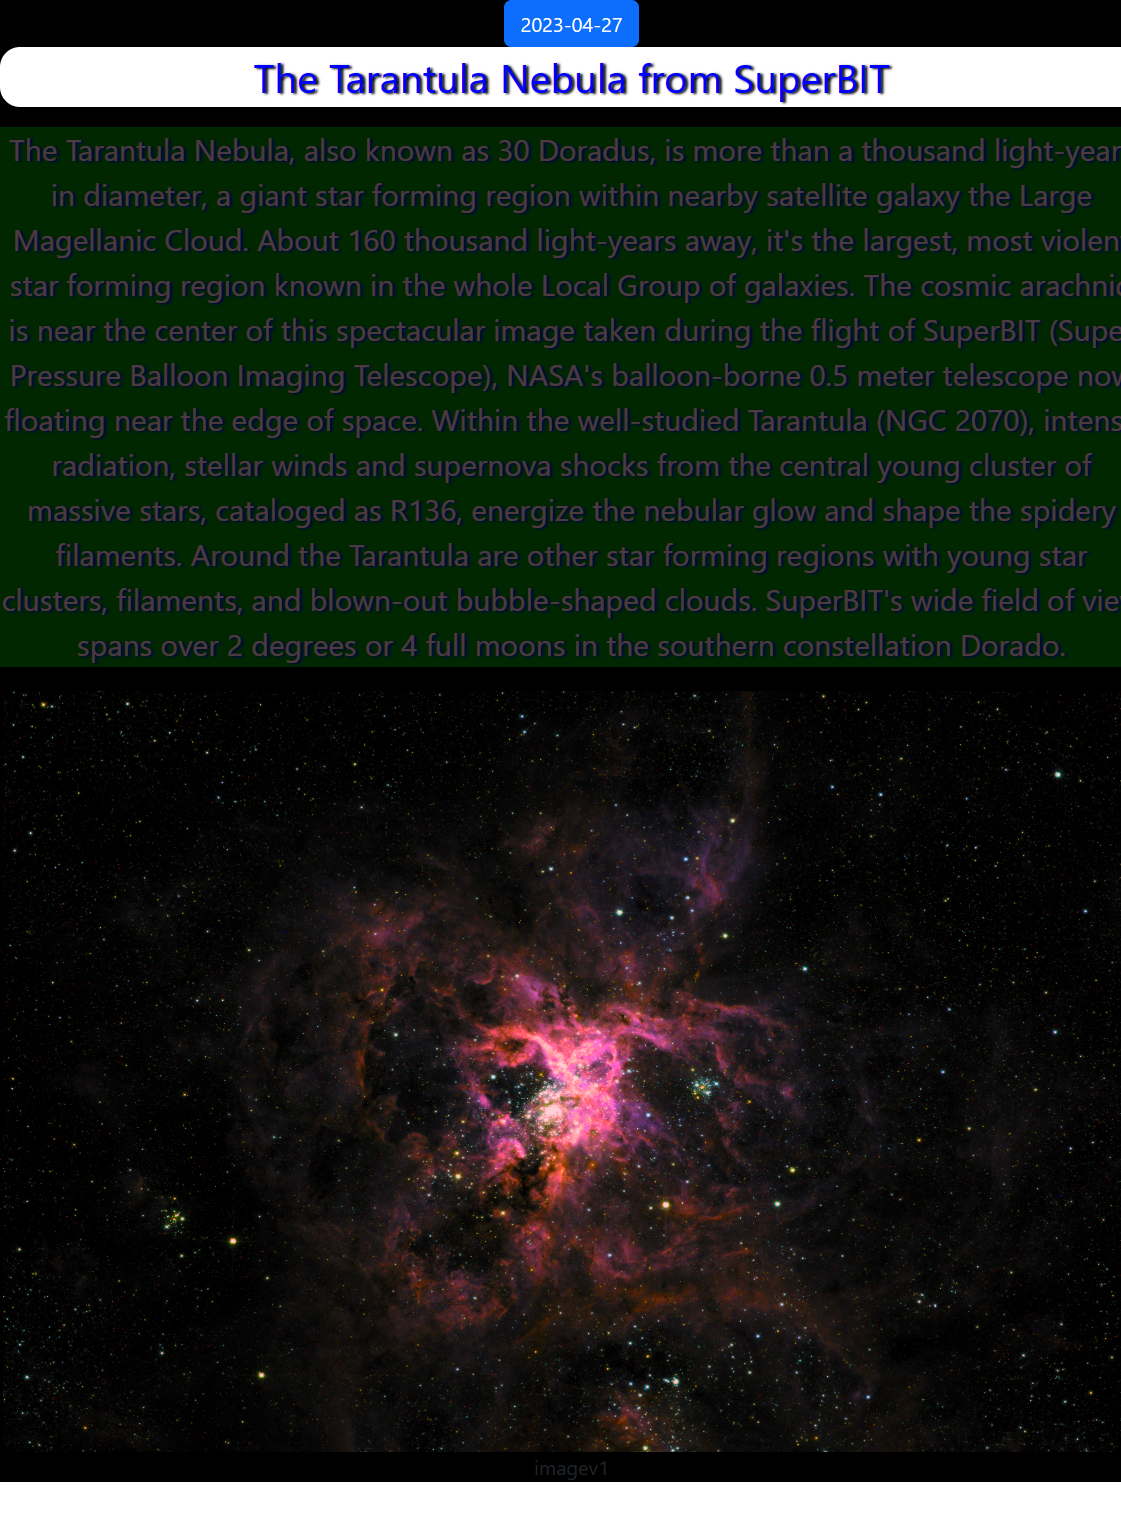 2023-04-27
The Tarantula Nebula from SuperBIT
The Tarantula Nebula, also known as 30 Doradus, is more than a thousand light-year
in diameter, a giant star forming region within nearby satellite galaxy the Large
Magellanic Cloud. About 160 thousand light-years away, it's the largest, most violen
star forming region known in the whole Local Group of galaxies. The cosmic arachnid
is near the center of this spectacular image taken during the flight of SuperBIT (Supe
Pressure Balloon Imaging Telescope), NASA's balloon-borne 0.5 meter telescope now
floating near the edge of space. Within the well-studied Tarantula (NGC 2070), intens
radiation, stellar winds and supernova shocks from the central young cluster of
massive stars, cataloged as R136, energize the nebular glow and shape the spidery
filaments. Around the Tarantula are other star forming regions with young star
clusters, filaments, and blown-out bubble-shaped clouds. SuperBIT's wide field of view
spans over 2 degrees or 4 full moons in the southern constellation Dorado.
imagev1